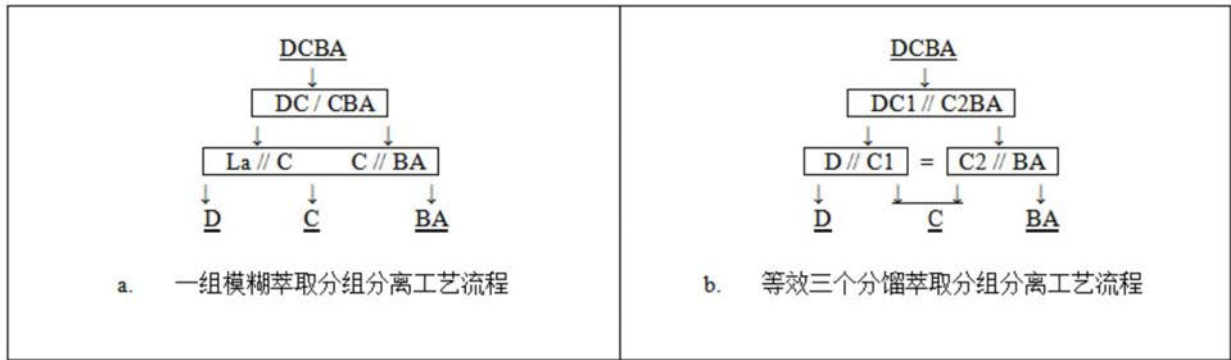 DCBA
↓
DC / CBA
↓ ↓
La // C C // BA
↓ ↓ ↓
D C BA
a. 一组模糊萃取分组分离工艺流程
DCBA
↓
DC1 // C2BA
↓ ↓
D // C1 = C2 // BA
↓ ↓ ↓ ↓
D C BA
b. 等效三个分馏萃取分组分离工艺流程